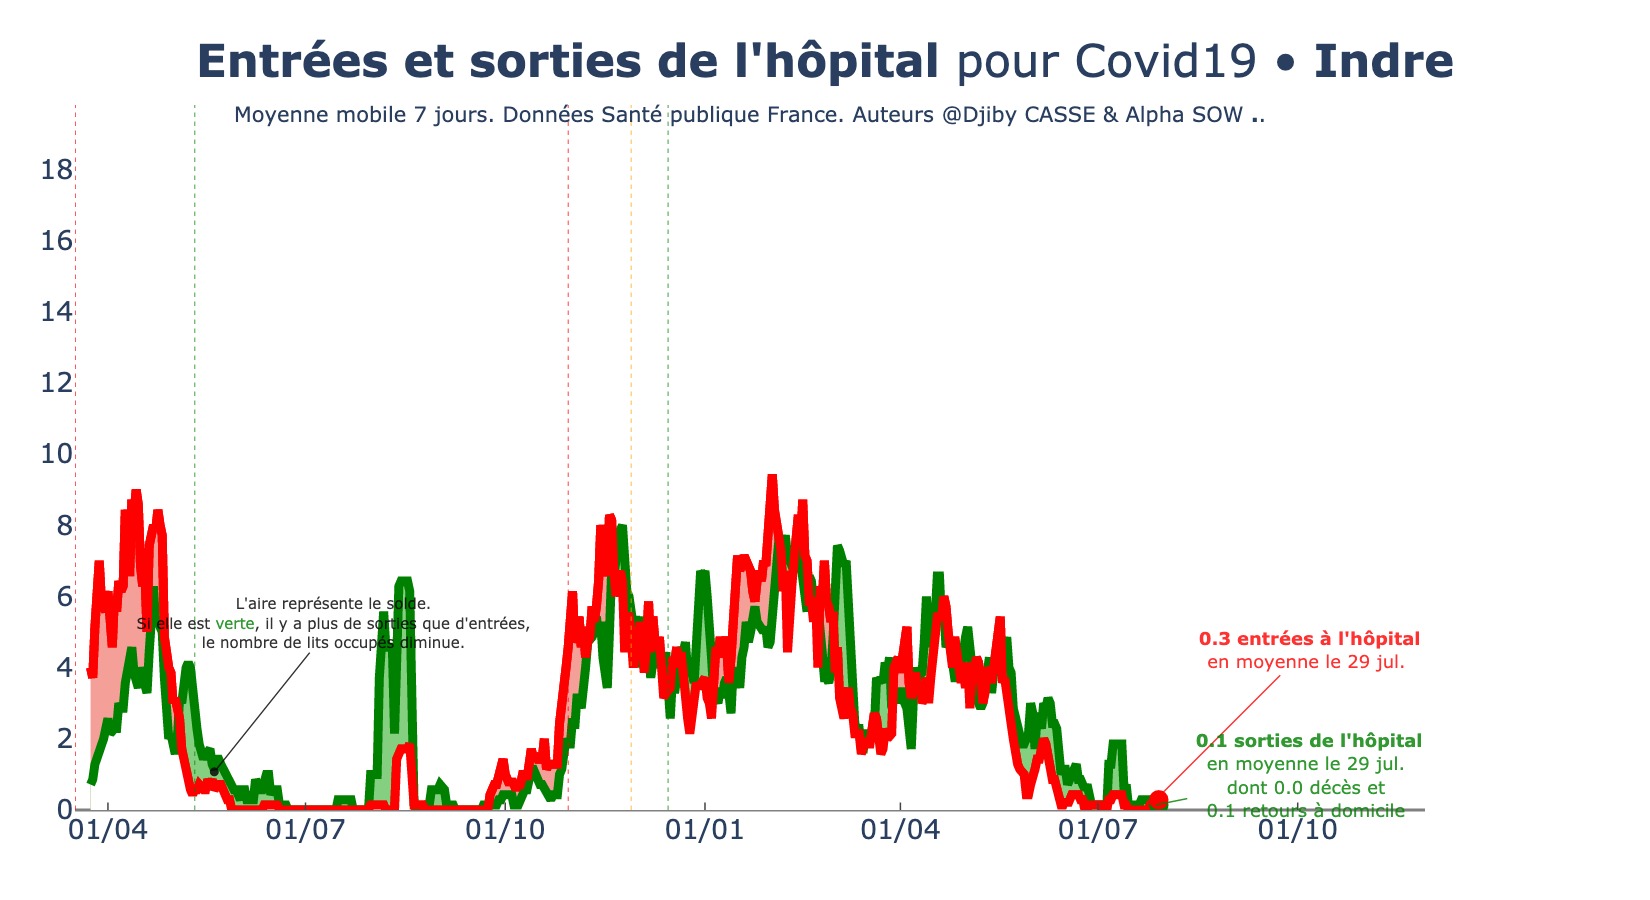 Entrées et sorties de l'hôpital pour Covid19 • Indre
Moyenne mobile 7 jours. Données Santé publique France. Auteurs @Djiby CASSE & Alpha SOW ..
18
16
14
12
10
8
6
4
2
0
L'aire représente le solde.
Si elle est verte, il y a plus de sorties que d'entrées,
le nombre de lits occupés diminue.
0.3 entrées à l'hôpital
en moyenne le 29 jul.
0.1 sorties de l'hôpital
en moyenne le 29 jul.
dont 0.0 décès et
0.1 retours à domicile
01/04 01/07 01/10 01/01 01/04 01/07 01/10